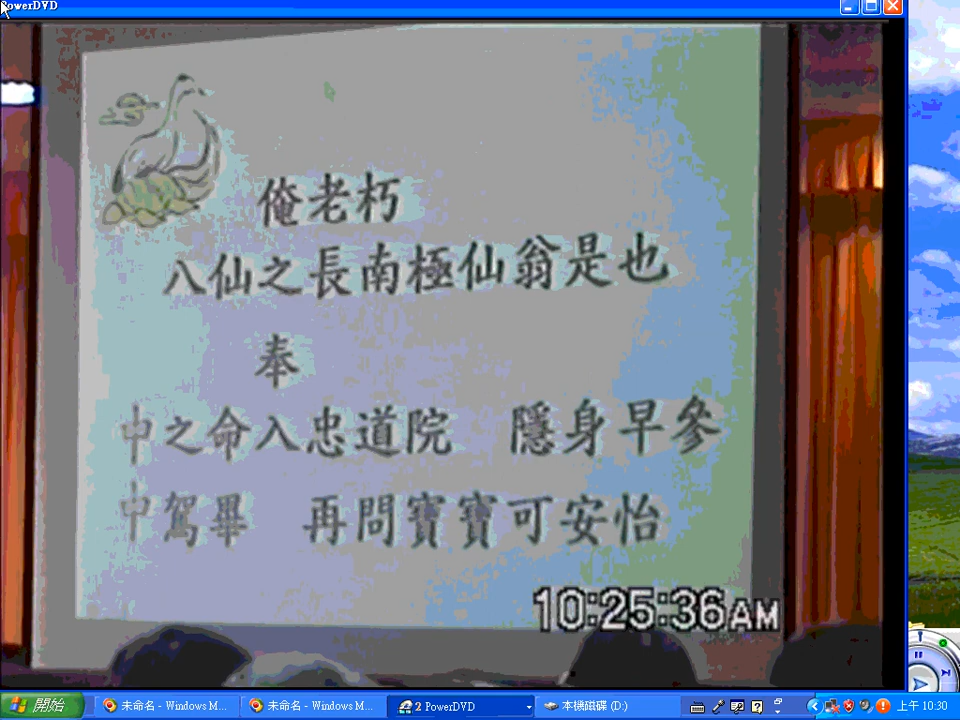 PowerDVD
俺老朽
八仙之長南極仙翁是也
奉
中之命入忠道院 隱身早參
中駕畢 再問寶寶可安怡
10:25:36AM
開始
未命名 - Windows M...
未命名 - Windows M...
2 PowerDVD
本機磁碟 (D:)
上午 10:30